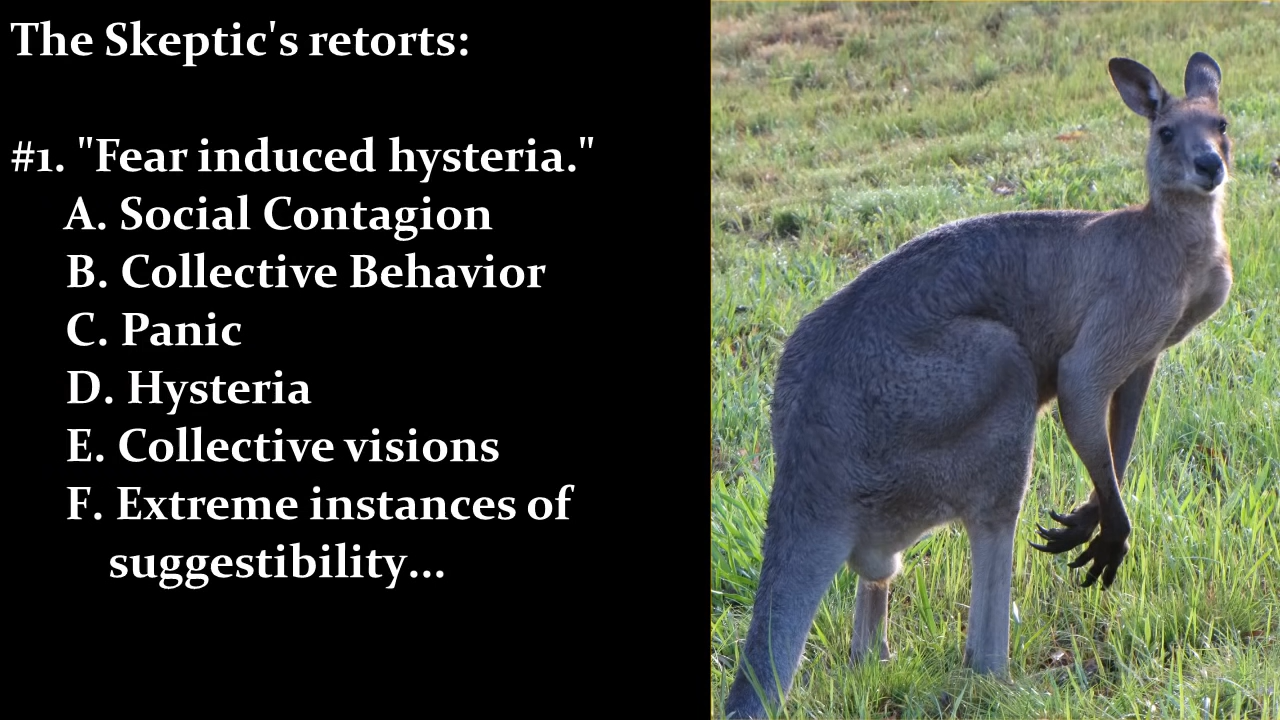 The Skeptic's retorts:
#1. "Fear induced hysteria."
A. Social Contagion
B. Collective Behavior
C. Panic
D. Hysteria
E. Collective visions
F. Extreme instances of
suggestibility...